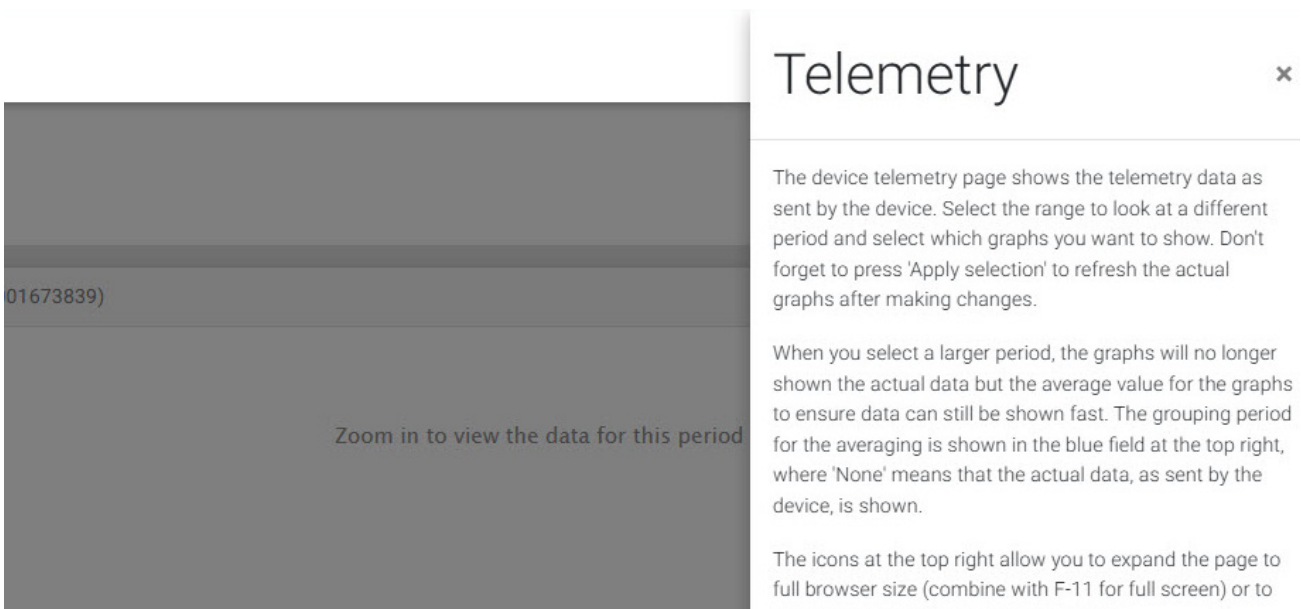 Telemetry
×
The device telemetry page shows the telemetry data as
sent by the device. Select the range to look at a different
period and select which graphs you want to show. Don't
forget to press 'Apply selection' to refresh the actual
graphs after making changes.
01673839)
When you select a larger period, the graphs will no longer
shown the actual data but the average value for the graphs
to ensure data can still be shown fast. The grouping period
for the averaging is shown in the blue field at the top right,
where 'None' means that the actual data, as sent by the
device, is shown.
Zoom in to view the data for this period
The icons at the top right allow you to expand the page to
full browser size (combine with F-11 for full screen) or to